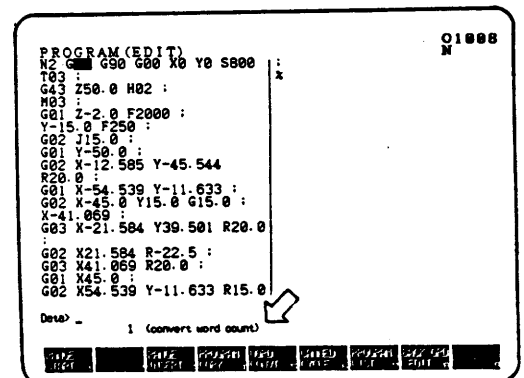 PROGRAM (EDIT)
O1008
N
N2 G G90 G00 X0 Y0 S800 ;
%
T03 ;
G43 Z50.0 H02 ;
M03 ;
G01 Z-2.0 F2000 ;
Y-15.0 F250 ;
G02 J15.0 ;
G01 Y-50.0 ;
G02 X-12.585 Y-45.544
R20.0 ;
G01 X-54.539 Y-11.633 ;
G02 X-45.0 Y15.0 G15.0 ;
X-41.069 ;
G03 X-21.584 Y39.501 R20.0
;
G02 X21.584 R-22.5 ;
G03 X41.069 R20.0 ;
G01 X45.0 ;
G02 X54.539 Y-11.633 R15.0
Data> _
1 (convert word count)